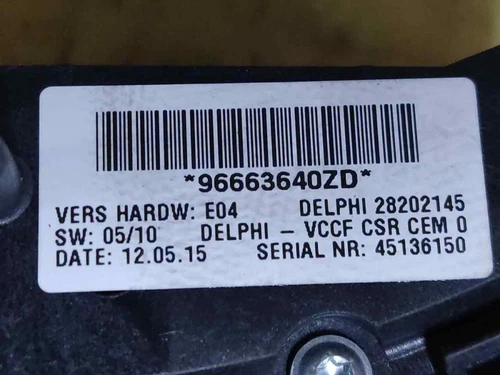 *96663640ZD*
VERS HARDW: E04 DELPHI 28202145
SW: 05/10 DELPHI – VCCF CSR CEM 0
DATE: 12.05.15 SERIAL NR: 45136150